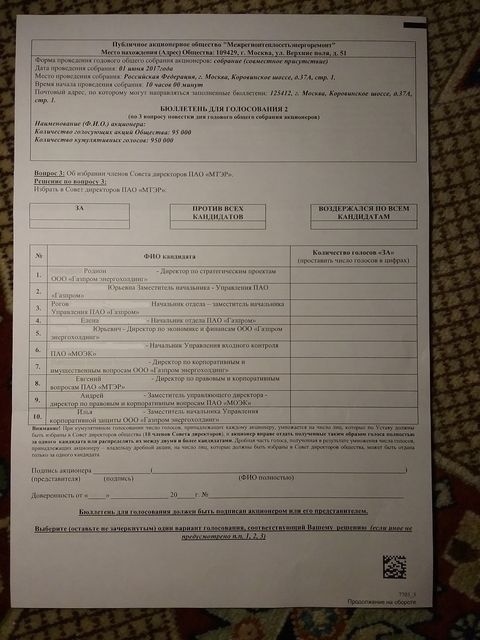 Публичное акционерное общество "Межрегионтеплосетьэнергоремонт"
Место нахождения (Адрес) Общества: 109429, г. Москва, ул. Верхние поля, д. 51
Форма проведения годового общего собрания акционеров: собрание (совместное присутствие)
Дата проведения собрания: 01 июня 2017года
Место проведения собрания: Российская Федерация, г. Москва, Коровинское шоссе, д.37А, стр. 1.
Время начала проведения собрания: 10 часов 00 минут
Почтовый адрес, по которому могут направляться заполненные бюллетени: 125412, г. Москва, Коровинское шоссе, д.37А,
стр. 1.
БЮЛЛЕТЕНЬ ДЛЯ ГОЛОСОВАНИЯ 2
(по 3 вопросу повестки дня годового общего собрания акционеров)
Наименование (Ф.И.О.) акционера:
Количество голосующих акций Общества: 95 000
Количество кумулятивных голосов: 950 000
Вопрос 3: Об избрании членов Совета директоров ПАО «МТЭР».
Решение по вопросу 3:
Избрать в Совет директоров ПАО «МТЭР»:
ЗА
ПРОТИВ ВСЕХ
КАНДИДАТОВ
ВОЗДЕРЖАЛСЯ ПО ВСЕМ
КАНДИДАТАМ
№ ФИО кандидата Количество голосов «ЗА»
(проставить число голосов в цифрах)
1. Родион - Директор по стратегическим проектам
ООО «Газпром энергохолдинг»
2. Юрьевна Заместитель начальника - Управления ПАО
«Газпром»
3. Рогов Начальник отдела – заместитель начальника
Управления ПАО «Газпром»
4. Елена - Начальник отдела ПАО «Газпром»
5. Юрьевич - Директор по экономике и финансам ООО «Газпром
энергохолдинг»
6. - Начальник Управления входного контроля
ПАО «МОЭК»
7. - Директор по корпоративным и
имущественным вопросам ООО «Газпром энергохолдинг»
8. Евгений - Директор по правовым и корпоративным
вопросам ПАО «МТЭР»
9. Андрей - Заместитель управляющего директора -
директор по правовым и корпоративным вопросам ПАО «МОЭК»
10. Илья - Заместитель начальника Управления
корпоративной защиты ООО «Газпром энергохолдинг»
Внимание! При кумулятивном голосовании число голосов, принадлежащих каждому акционеру, умножается на число лиц, которые по Уставу должны
быть избраны в Совет директоров общества (10 членов Совета директоров), и акционер вправе отдать полученные таким образом голоса полностью
за одного кандидата или распределить их между двумя и более кандидатами. Дробная часть голоса, полученная в результате умножения числа голосов,
принадлежащих акционеру – владельцу дробной акции, на число лиц, которые должны быть избраны в Совет директоров общества, может быть отдана
только за одного кандидата.
Подпись акционера ____________(____________)
(представителя) (подпись) (ФИО полностью)
Доверенность от «____» ____________ 20___ г. № ____________
Бюллетень для голосования должен быть подписан акционером или его представителем.
Выберите (оставьте не зачеркнутым) один вариант голосования, соответствующий Вашему решению (если иное не
предусмотрено п.п. 1, 2, 3)
7703_3
Продолжение на обороте